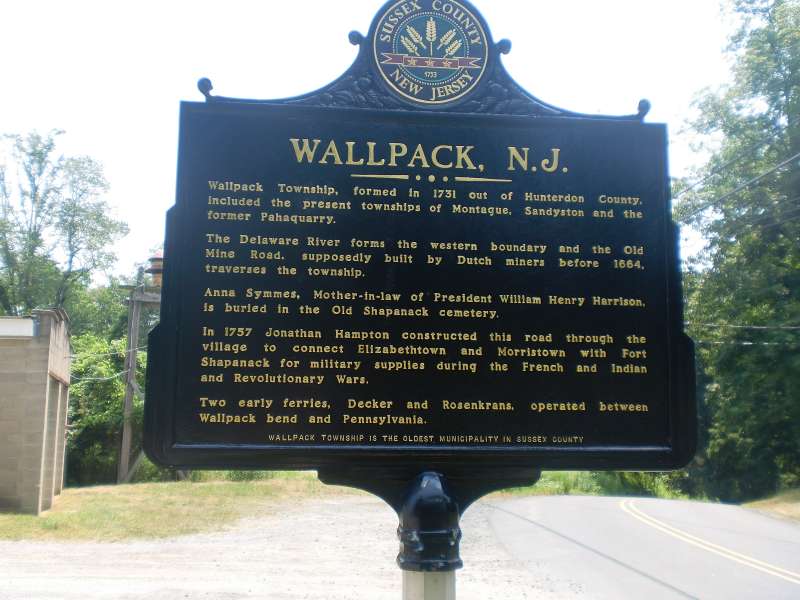 SUSSEX COUNTY
1753
NEW JERSEY
WALLPACK, N.J.
Wallpack Township, formed in 1731 out of Hunterdon County,
included the present townships of Montague, Sandyston and the
former Pahaquarry.
The Delaware River forms the western boundary and the Old
Mine Road, supposedly built by Dutch miners before 1664,
traverses the township.
Anna Symmes, Mother-in-law of President William Henry Harrison,
is buried in the Old Shapanack cemetery.
In 1757 Jonathan Hampton constructed this road through the
village to connect Elizabethtown and Morristown with Fort
Shapanack for military supplies during the French and Indian
and Revolutionary Wars.
Two early ferries, Decker and Rosenkrans, operated between
Wallpack bend and Pennsylvania.
WALLPACK TOWNSHIP IS THE OLDEST MUNICIPALITY IN SUSSEX COUNTY